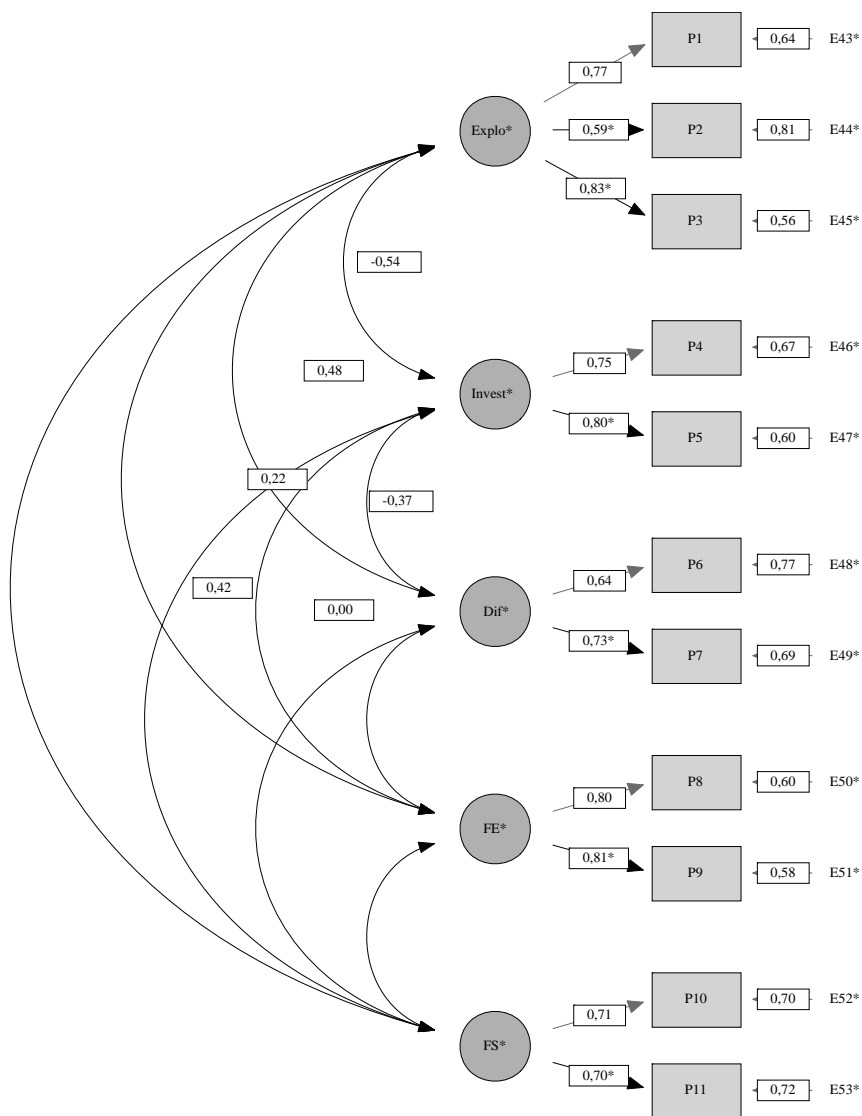 P1
0,64
E43*
0,77
Explo*
0,59*
P2
0,81
E44*
0,83*
P3
0,56
E45*
-0,54
P4
0,67
E46*
0,48
0,75
Invest*
0,80*
P5
0,60
E47*
0,22
-0,37
P6
0,77
E48*
0,42
0,64
0,00
Dif*
0,73*
P7
0,69
E49*
P8
0,60
E50*
0,80
FE*
0,81*
P9
0,58
E51*
P10
0,70
E52*
0,71
FS*
0,70*
P11
0,72
E53*